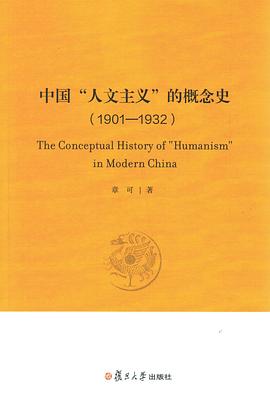 中国“人文主义”的概念史
（1901—1932）
The Conceptual History of "Humanism"
in Modern China
章 可 | 著
復旦大學出版社